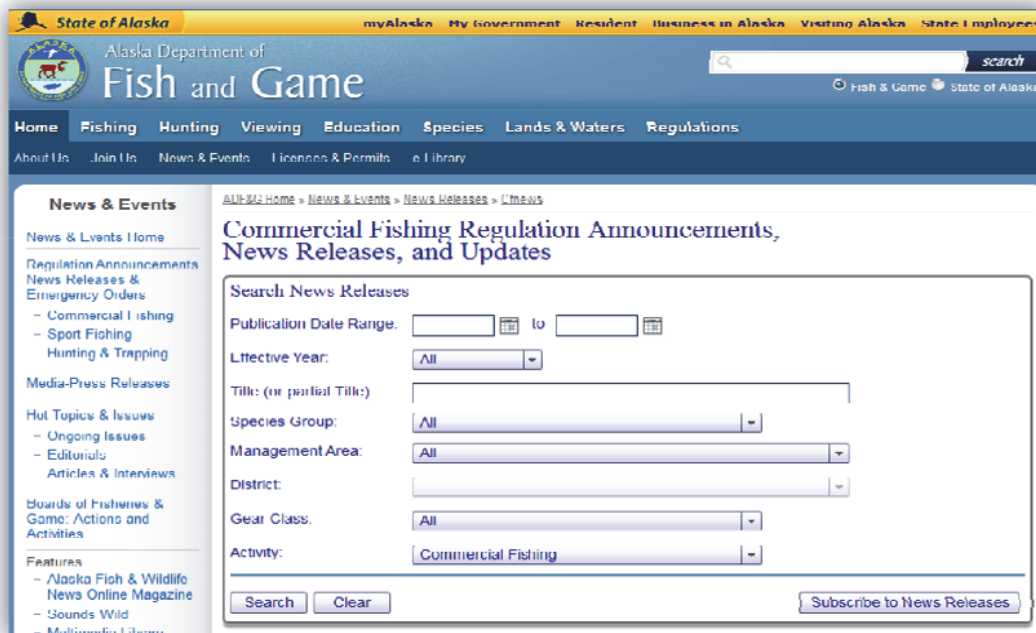 State of Alaska
myAlaska My Government Resident Business in Alaska Visiting Alaska State Employees
Alaska Department of
Fish and Game
search
Fish & Game State of Alaska
Home Fishing Hunting Viewing Education Species Lands & Waters Regulations
About Us Join Us News & Events Licenses & Permits e Library
News & Events
News & Events Home
Regulation Announcements
News Releases &
Emergency Orders
– Commercial Fishing
– Sport Fishing
Hunting & Trapping
Media-Press Releases
Hot Topics & Issues
– Ongoing Issues
– Editorials
Articles & Interviews
Boards of Fisheries &
Game: Actions and
Activities
Features
– Alaska Fish & Wildlife
News Online Magazine
– Sounds Wild
– Multimedia Library
ADF&G Home » News & Events » News Releases » Cfnews
Commercial Fishing Regulation Announcements,
News Releases, and Updates
Search News Releases
Publication Date Range: to
Effective Year: All
Title (or partial Title)
Species Group: All
Management Area: All
District:
Gear Class: All
Activity: Commercial Fishing
Search Clear Subscribe to News Releases